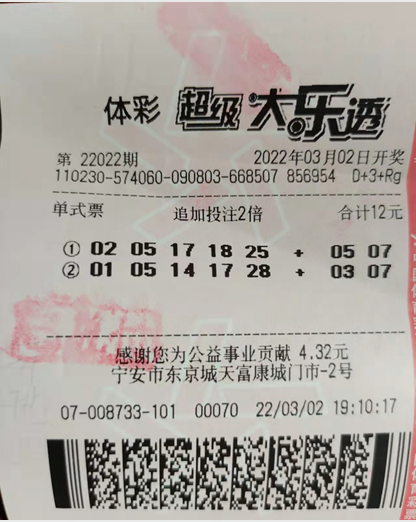 体彩 超级大乐透
第 22022期 2022年03月02日开奖
110230-574060-090803-668507 856954 D+3+Rg
单式票 追加投注2倍 合计12元
① 02 05 17 18 25 + 05 07
② 01 05 14 17 28 + 03 07
感谢您为公益事业贡献 4.32元
宁安市东京城天富康城门市-2号
07-008733-101 00070 22/03/02 19:10:17